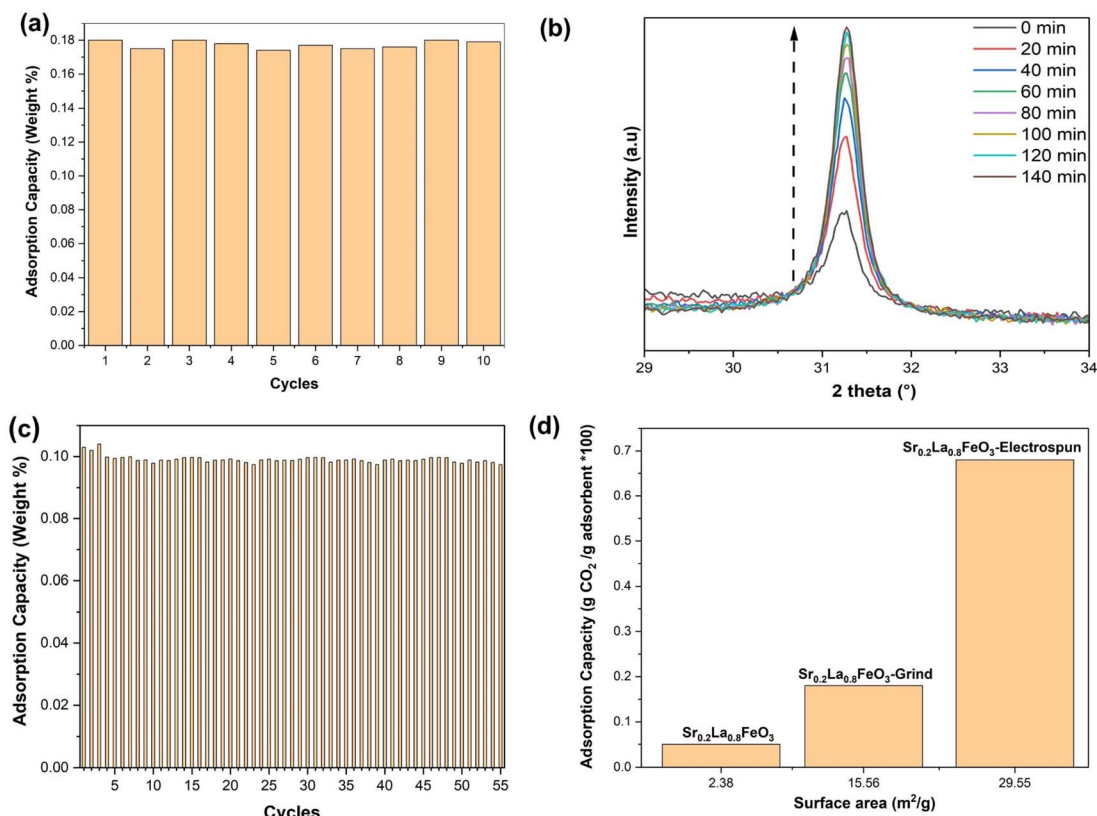 (a)
0.18
0.16
0.14
0.12
0.10
0.08
0.06
0.04
0.02
0.00
Adsorption Capacity (Weight %)
1 2 3 4 5 6 7 8 9 10
Cycles
(b)
0 min
20 min
40 min
60 min
80 min
100 min
120 min
140 min
Intensity (a.u)
29 30 31 32 33 34
2 theta (°)
(c)
0.10
0.08
0.06
0.04
0.02
0.00
Adsorption Capacity (Weight %)
5 10 15 20 25 30 35 40 45 50 55
Cycles
(d)
0.7
0.6
0.5
0.4
0.3
0.2
0.1
0.0
Adsorption Capacity (g CO₂ /g adsorbent *100)
Sr₀.₂La₀.₈FeO₃-Electrospun
Sr₀.₂La₀.₈FeO₃-Grind
Sr₀.₂La₀.₈FeO₃
2.38 15.56 29.55
Surface area (m²/g)